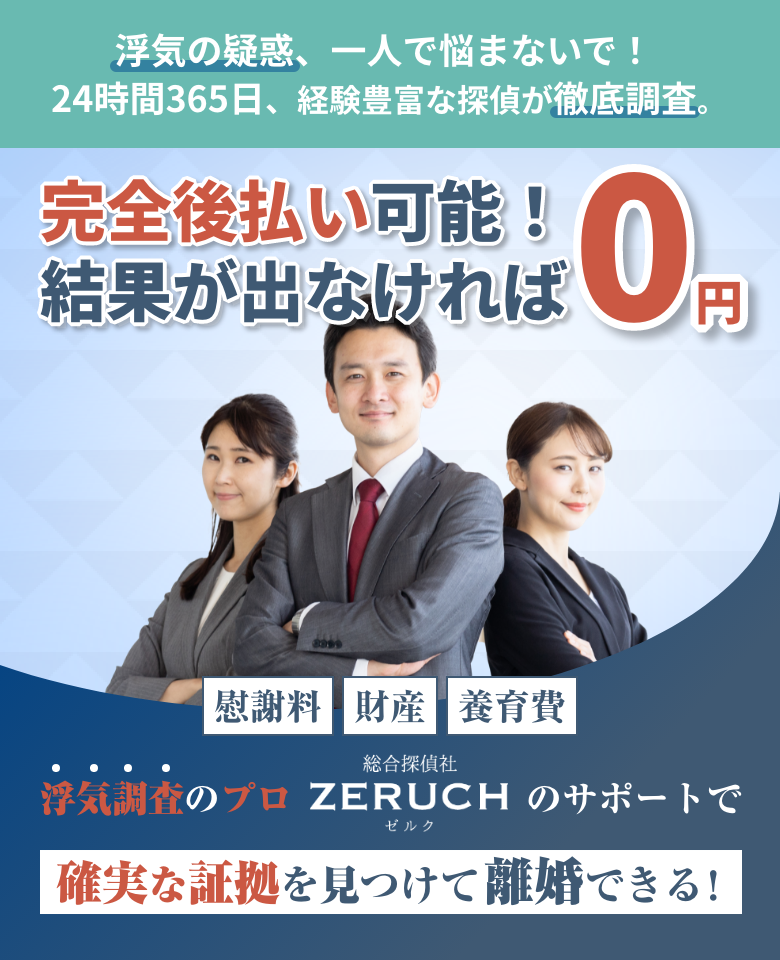 浮気の疑惑、一人で悩まないで！
24時間365日、経験豊富な探偵が徹底調査。
完全後払い可能！
結果が出なければ0円
慰謝料 財産 養育費
総合探偵社
浮気調査のプロ ZERUCH のサポートで
ゼルク
確実な証拠を見つけて離婚できる！